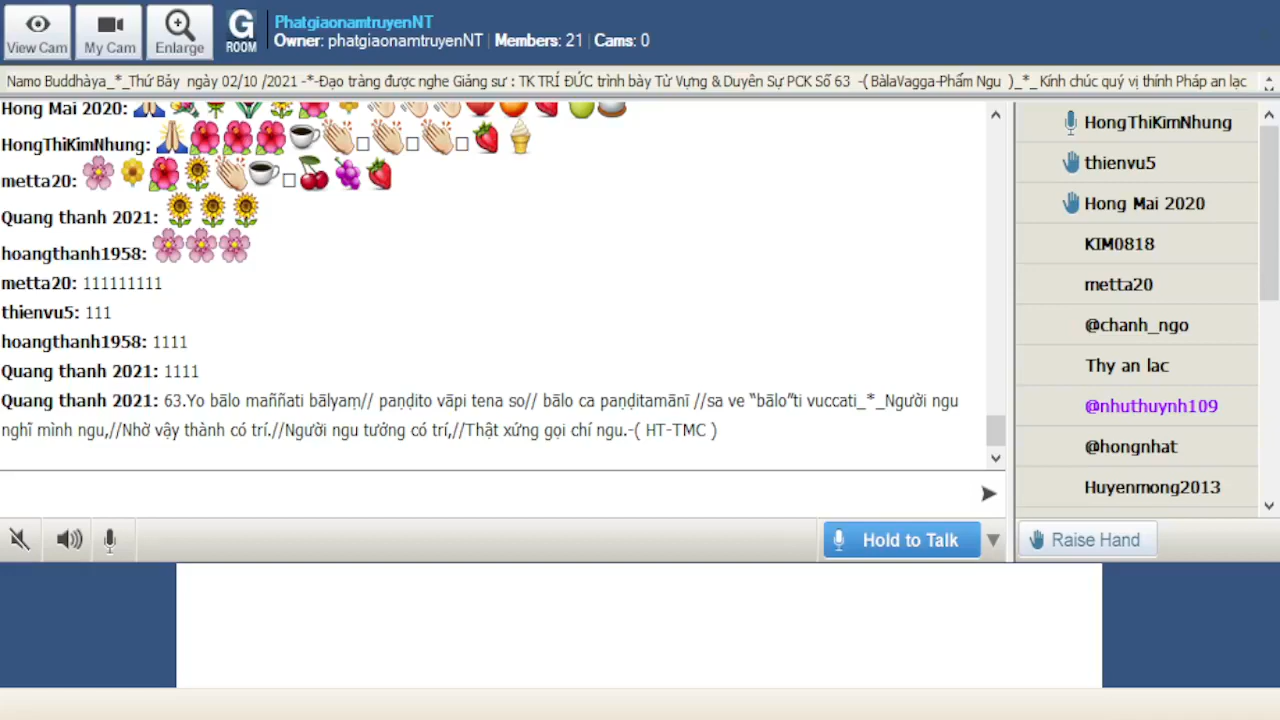 PhatgiaonamtruyenNT
Owner: phatgiaonamtruyenNT | Members: 21 | Cams: 0
View Cam
My Cam
Enlarge
G
ROOM
Namo Buddhàya_*_Thứ Bảy ngày 02/10 /2021 -*-Đạo tràng được nghe Giảng sư : TK TRÍ ĐỨC trình bày Từ Vựng & Duyên Sự PCK Số 63 -( BàlaVagga-Phẩm Ngu )_*_Kính chúc quý vị thính Pháp an lạc
Hong Mai 2020:
HongThiKimNhung:
metta20:
Quang thanh 2021:
hoangthanh1958:
metta20: 111111111
thienvu5: 111
hoangthanh1958: 1111
Quang thanh 2021: 1111
Quang thanh 2021: 63.Yo bālo maññati bālyaṃ// paṇḍito vāpi tena so// bālo ca paṇḍitamānī //sa ve “bālo”ti vuccati_*_Người ngu
nghĩ mình ngu,//Nhờ vậy thành có trí.//Người ngu tưởng có trí,//Thật xứng gọi chí ngu.-( HT-TMC )
HongThiKimNhung
thienvu5
Hong Mai 2020
KIM0818
metta20
@chanh_ngo
Thy an lac
@nhuthuynh109
@hongnhat
Huyenmong2013
Hold to Talk
Raise Hand